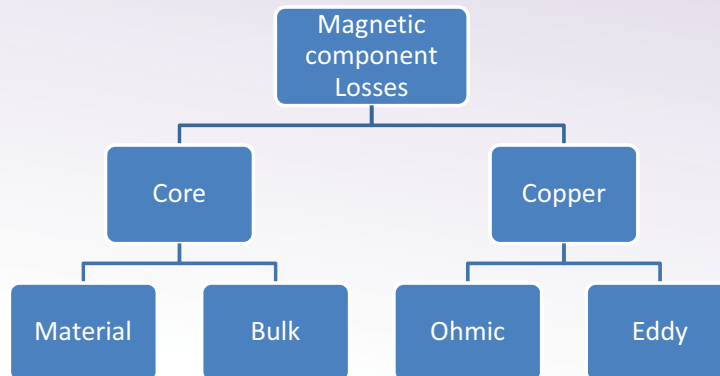 Magnetic
component
Losses
Core
Copper
Material
Bulk
Ohmic
Eddy